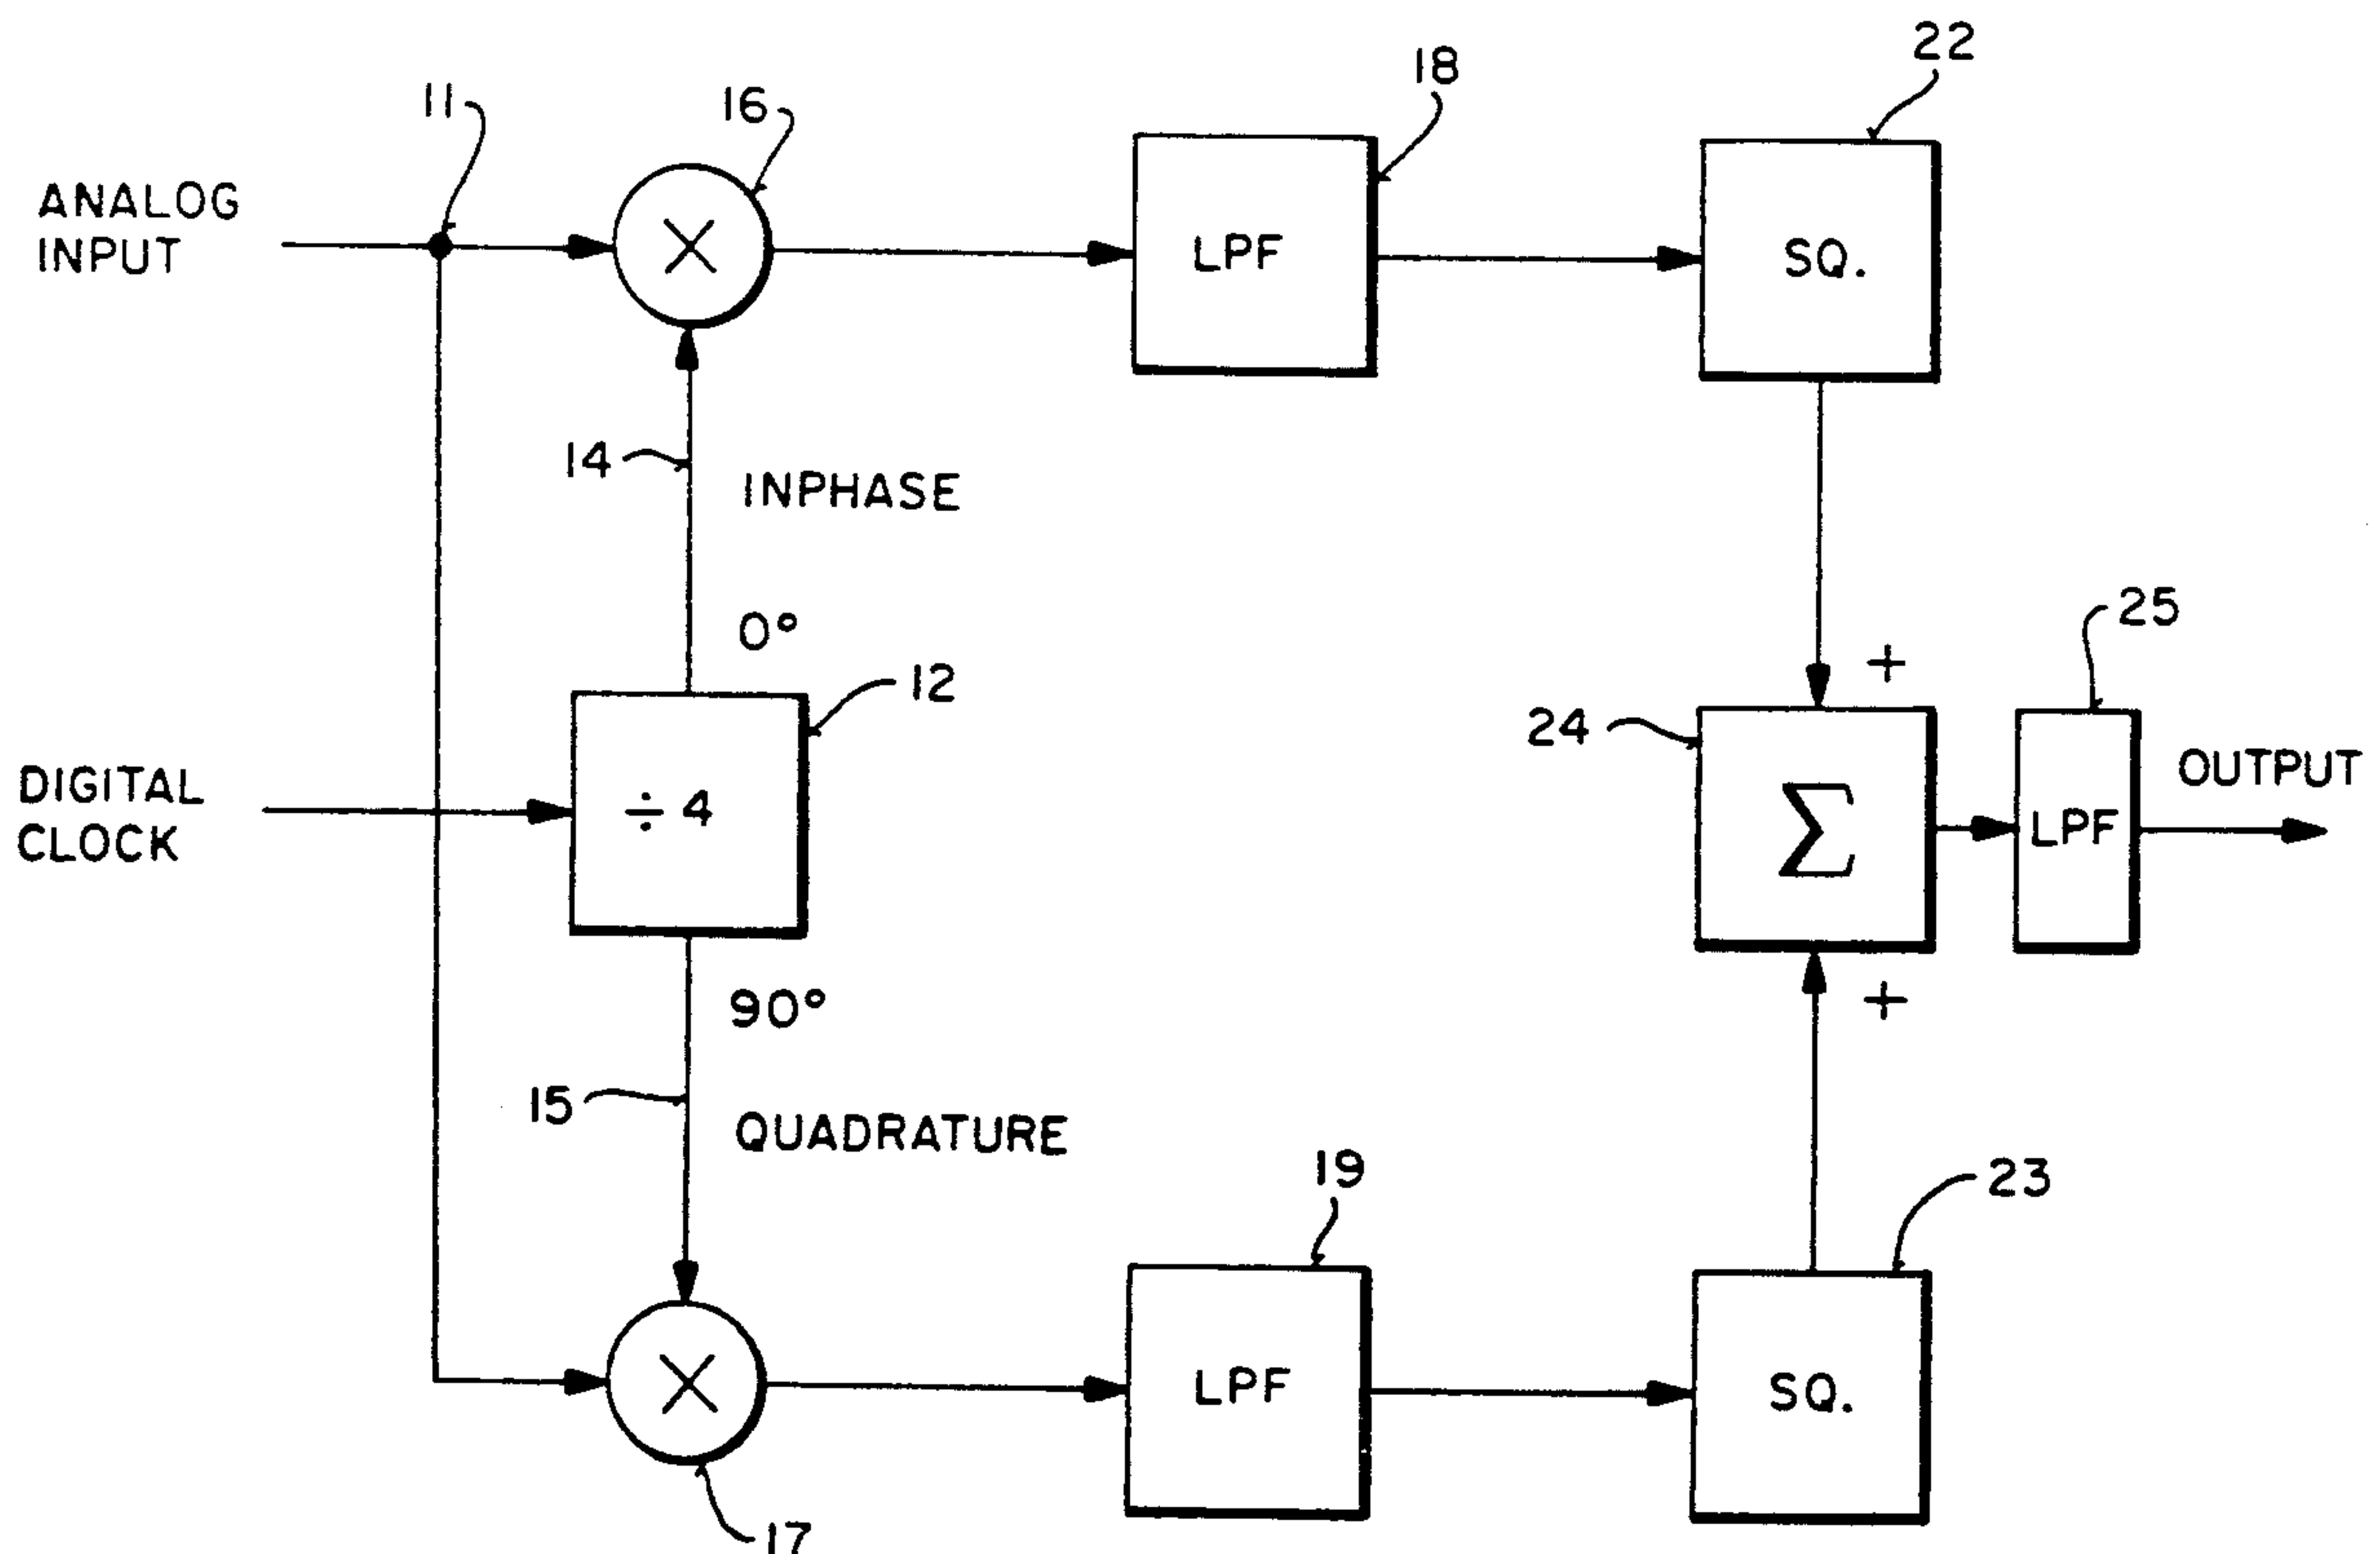 22
18
11
16
ANALOG
INPUT
×
LPF
SQ.
14
INPHASE
0°
25
12
+
24
DIGITAL
CLOCK
÷ 4
Σ
LPF
OUTPUT
90°
+
15
QUADRATURE
19
23
×
LPF
SQ.
17